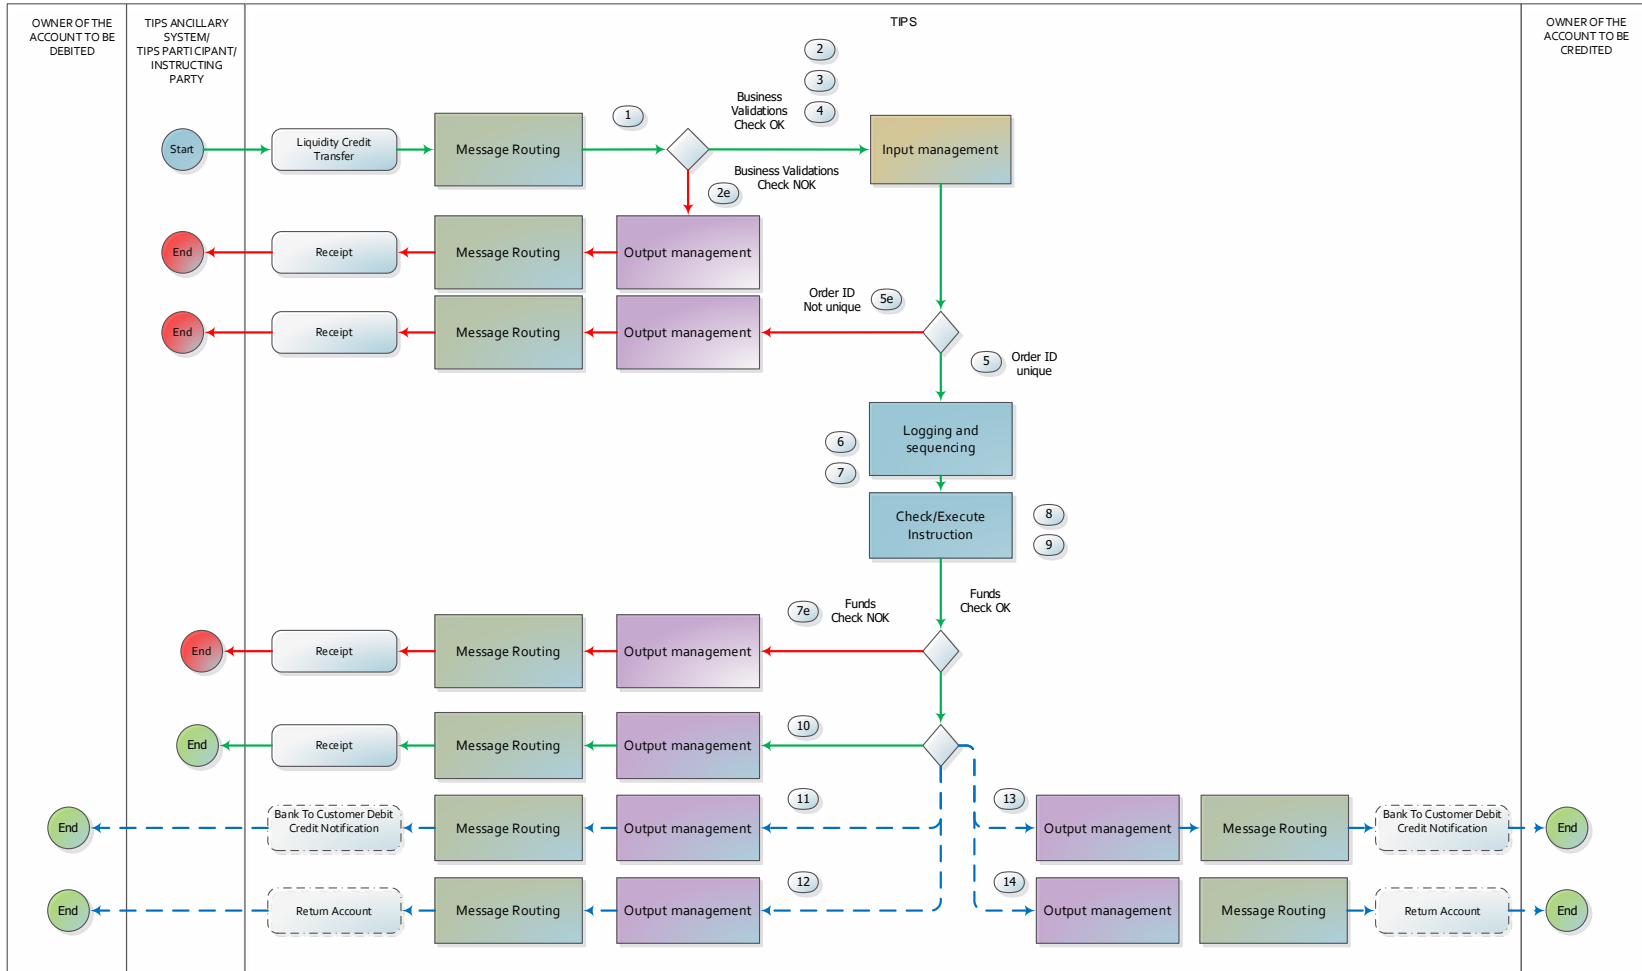 OWNER OF THE
ACCOUNT TO BE
DEBITED
TIPS ANCILLARY
SYSTEM/
TIPS PARTICIPANT/
INSTRUCTING
PARTY
TIPS
OWNER OF THE
ACCOUNT TO BE
CREDITED
2
3
4
Business
Validations
Check OK
1
Start
Liquidity Credit
Transfer
Message Routing
Input management
Business Validations
Check NOK
2e
End
Receipt
Message Routing
Output management
Order ID
Not unique
5e
End
Receipt
Message Routing
Output management
5
Order ID
unique
Logging and
sequencing
6
7
Check/Execute
Instruction
8
9
Funds
Check OK
7e
Funds
Check NOK
End
Receipt
Message Routing
Output management
10
End
Receipt
Message Routing
Output management
11
End
Bank To Customer Debit
Credit Notification
Message Routing
Output management
13
Output management
Message Routing
Bank To Customer Debit
Credit Notification
End
12
End
Return Account
Message Routing
Output management
14
Output management
Message Routing
Return Account
End